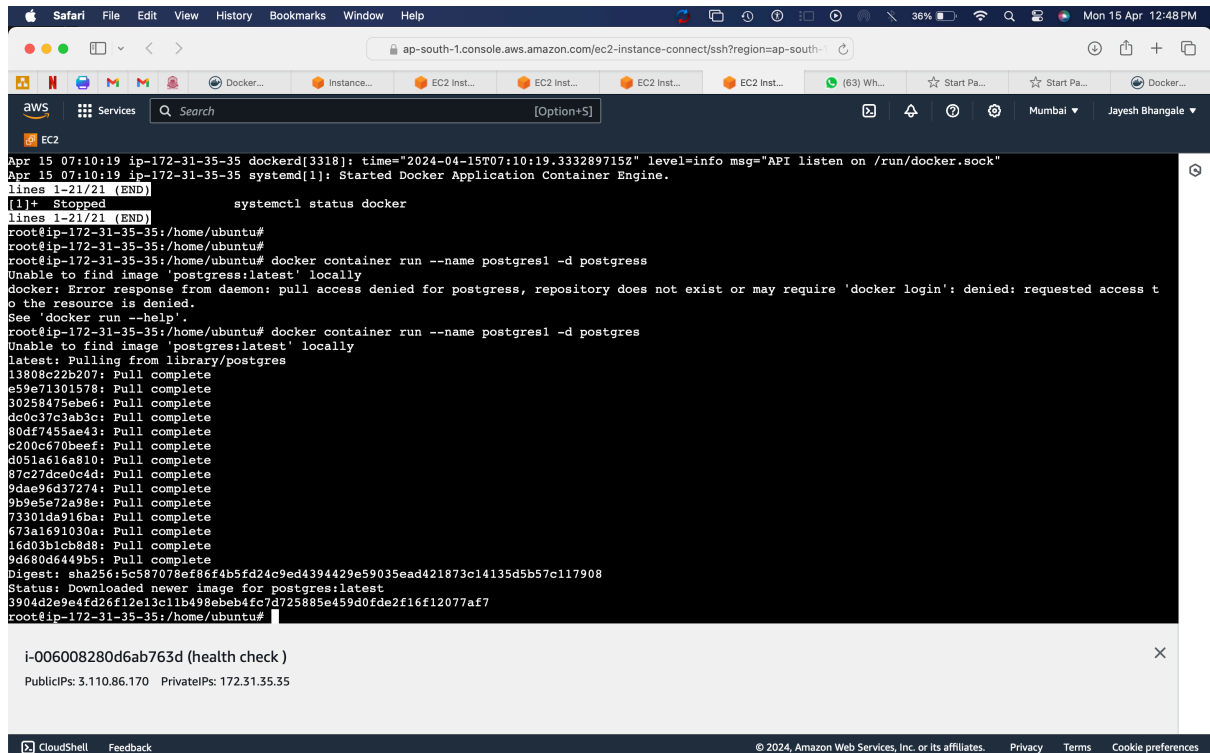 Safari File Edit View History Bookmarks Window Help 36% Mon 15 Apr 12:48 PM
ap-south-1.console.aws.amazon.com/ec2-instance-connect/ssh?region=ap-south-1
Docker... Instance... EC2 Inst... EC2 Inst... EC2 Inst... EC2 Inst... (63) Wh... Start Pa... Start Pa... Docker...
aws Services Search [Option+S] Mumbai Jayesh Bhangale
EC2
Apr 15 07:10:19 ip-172-31-35-35 dockerd[3318]: time="2024-04-15T07:10:19.333289715Z" level=info msg="API listen on /run/docker.sock"
Apr 15 07:10:19 ip-172-31-35-35 systemd[1]: Started Docker Application Container Engine.
lines 1-21/21 (END)
[1]+  Stopped                 systemctl status docker
lines 1-21/21 (END)
root@ip-172-31-35-35:/home/ubuntu#
root@ip-172-31-35-35:/home/ubuntu#
root@ip-172-31-35-35:/home/ubuntu# docker container run --name postgres1 -d postgress
Unable to find image 'postgress:latest' locally
docker: Error response from daemon: pull access denied for postgress, repository does not exist or may require 'docker login': denied: requested access t
o the resource is denied.
See 'docker run --help'.
root@ip-172-31-35-35:/home/ubuntu# docker container run --name postgres1 -d postgres
Unable to find image 'postgres:latest' locally
latest: Pulling from library/postgres
13808c22b207: Pull complete
e59e71301578: Pull complete
30258475ebe6: Pull complete
dc0c37c3ab3c: Pull complete
80df7455ae43: Pull complete
c200c670beef: Pull complete
d051a616a810: Pull complete
87c27dce0c4d: Pull complete
9dae96d37274: Pull complete
9b9e5e72a98e: Pull complete
73301da916ba: Pull complete
673a1691030a: Pull complete
16d03b1cb8d8: Pull complete
9d680d6449b5: Pull complete
Digest: sha256:5c587078ef86f4b5fd24c9ed4394429e59035ead421873c14135d5b57c117908
Status: Downloaded newer image for postgres:latest
3904d2e9e4fd26f12e13c11b498ebeb4fc7d725885e459d0fde2f16f12077af7
root@ip-172-31-35-35:/home/ubuntu#
i-006008280d6ab763d (health check )
PublicIPs: 3.110.86.170 PrivateIPs: 172.31.35.35
CloudShell Feedback © 2024, Amazon Web Services, Inc. or its affiliates. Privacy Terms Cookie preferences